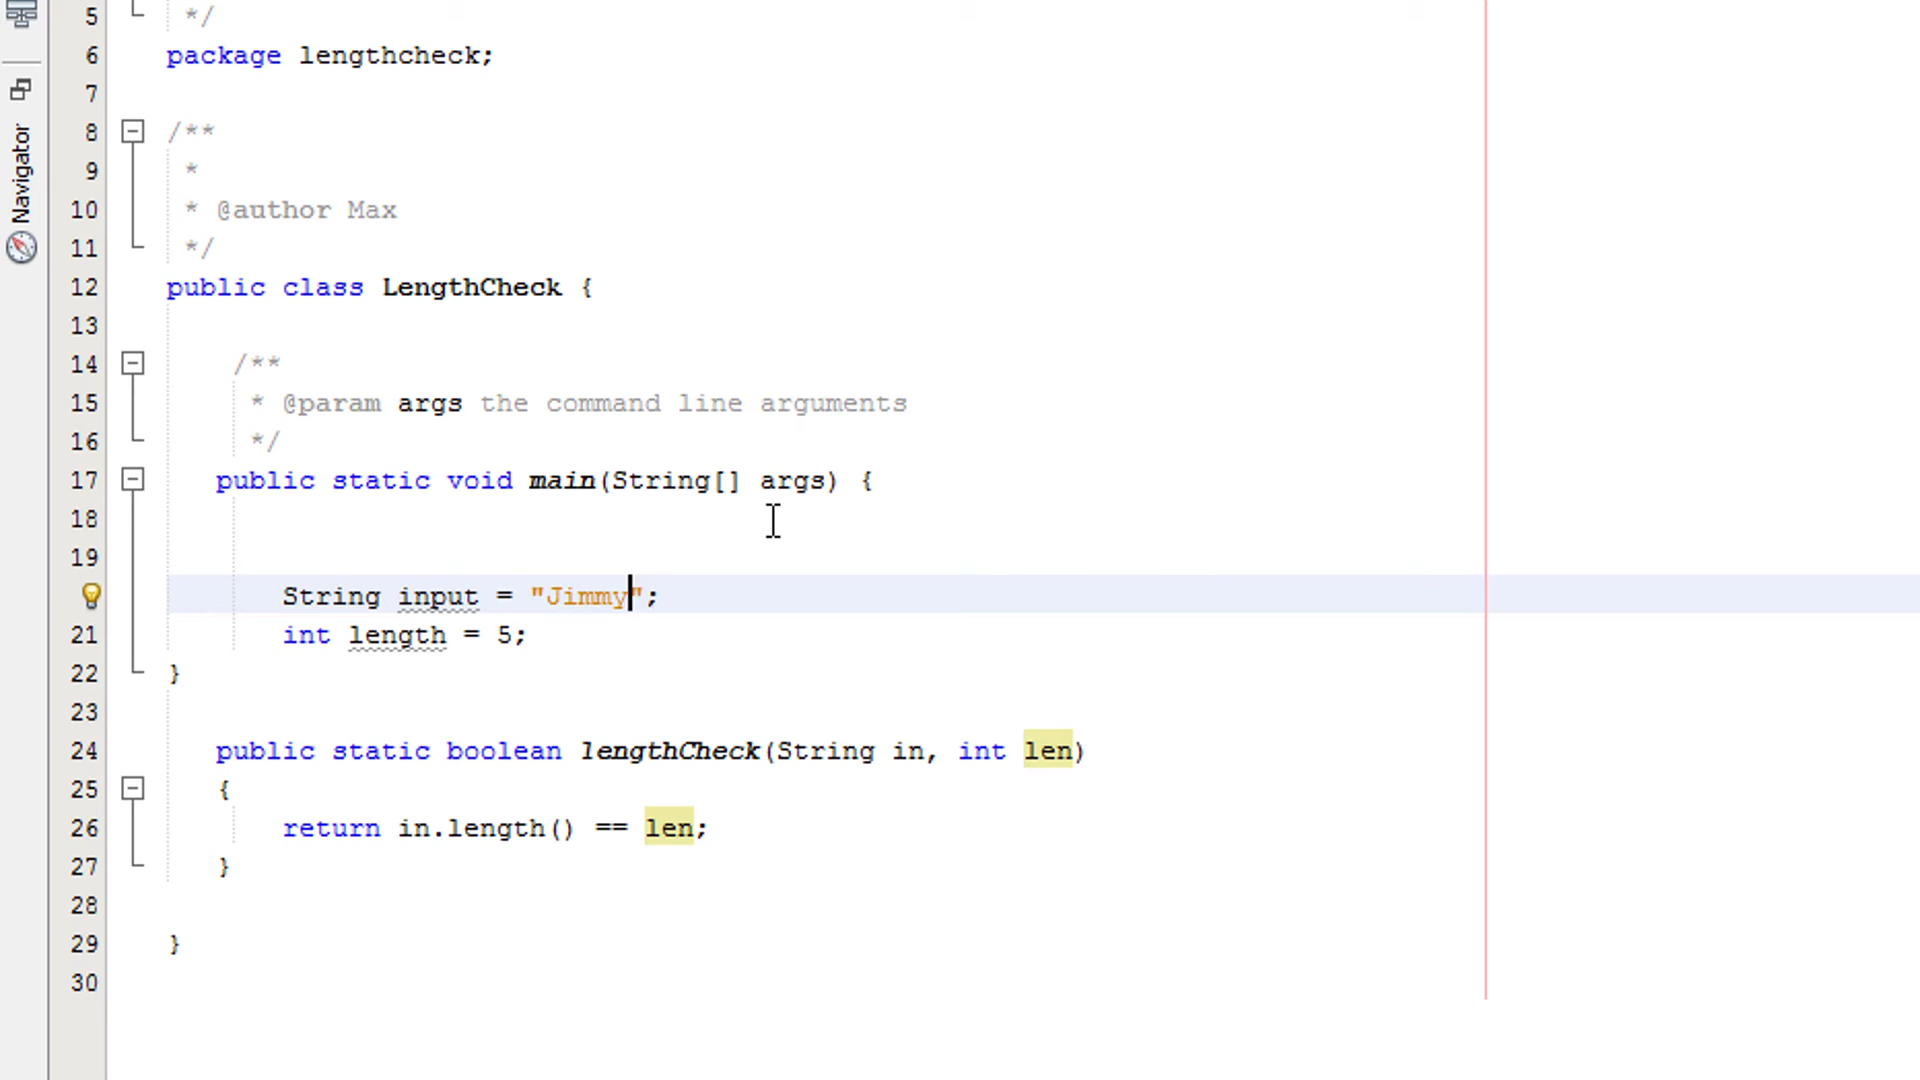 5 */
6 package lengthcheck;
7
8 /**
9 *
10 * @author Max
11 */
12 public class LengthCheck {
13
14 /**
15 * @param args the command line arguments
16 */
17 public static void main(String[] args) {
18
19
String input = "Jimmy";
21 int length = 5;
22 }
23
24 public static boolean lengthCheck(String in, int len)
25 {
26 return in.length() == len;
27 }
28
29 }
30
Navigator